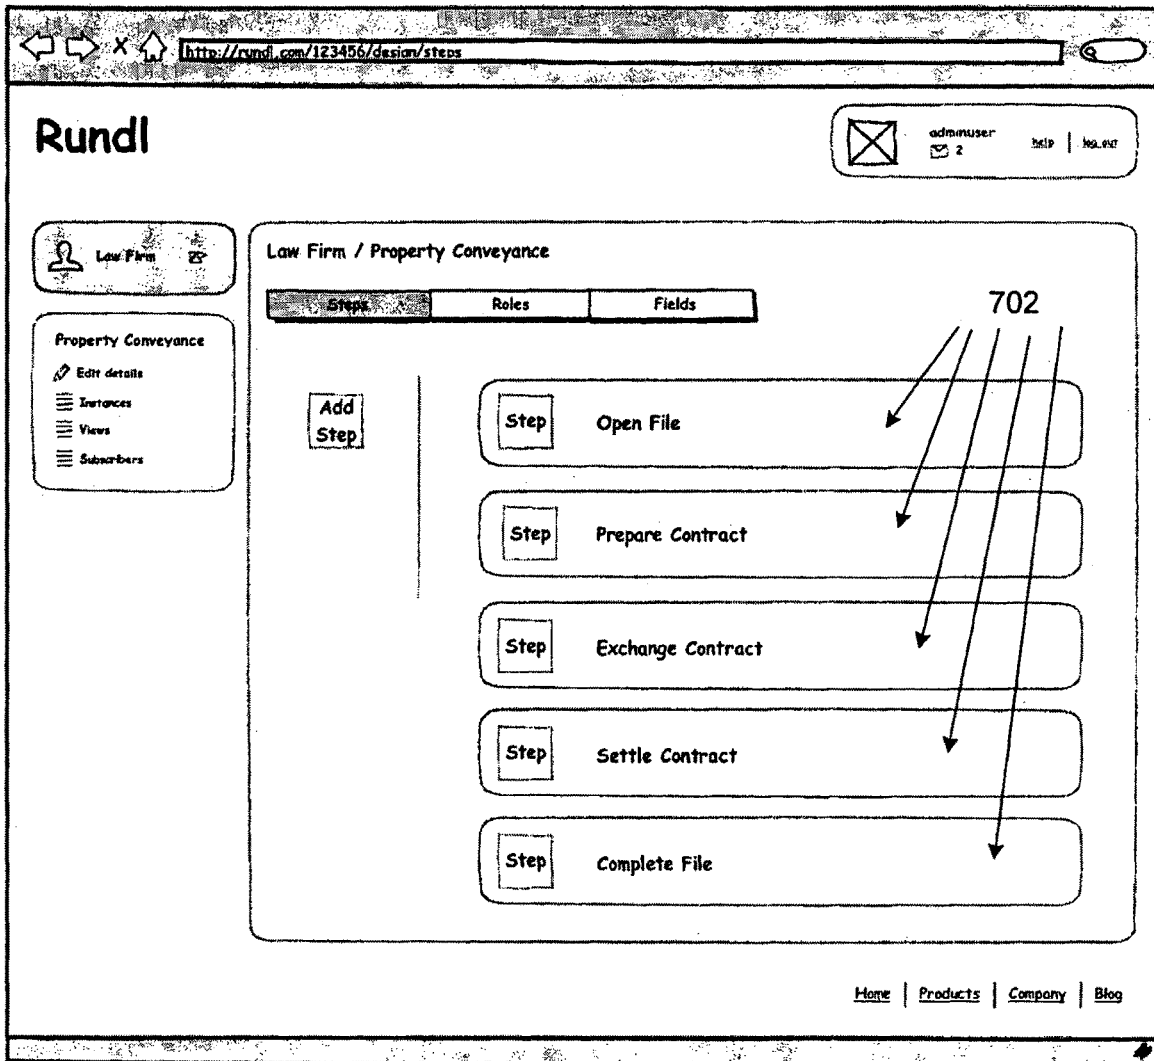 http://rundl.com/123456/design/steps
Rundl
adminuser
2
help
log out
Law Firm
Law Firm / Property Conveyance
Steps
Roles
Fields
702
Property Conveyance
Edit details
Instances
Views
Subscribers
Add
Step
Step
Open File
Step
Prepare Contract
Step
Exchange Contract
Step
Settle Contract
Step
Complete File
Home
Products
Company
Blog